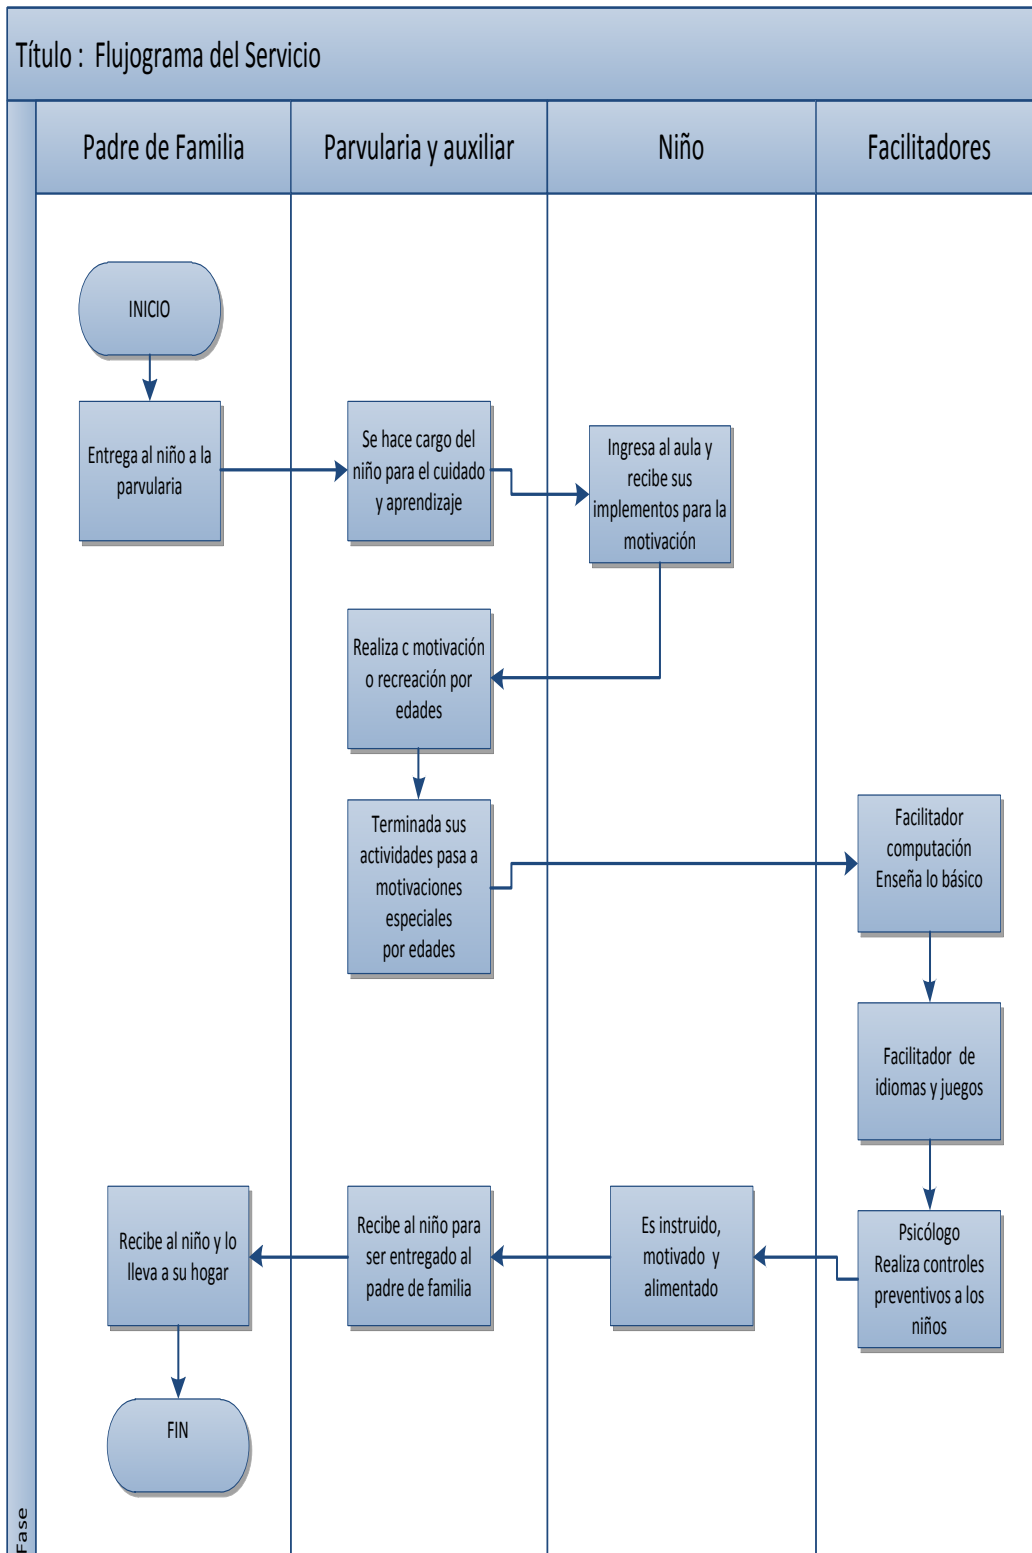 Título : Flujograma del Servicio
Padre de Familia
Parvularia y auxiliar
Niño
Facilitadores
INICIO
Entrega al niño a la
parvularia
Se hace cargo del
niño para el cuidado
y aprendizaje
Ingresa al aula y
recibe sus
implementos para la
motivación
Realiza c motivación
o recreación por
edades
Terminada sus
actividades pasa a
motivaciones
especiales
por edades
Facilitador
computación
Enseña lo básico
Facilitador de
idiomas y juegos
Psicólogo
Realiza controles
preventivos a los
niños
Es instruido,
motivado y
alimentado
Recibe al niño para
ser entregado al
padre de familia
Recibe al niño y lo
lleva a su hogar
FIN
Fase